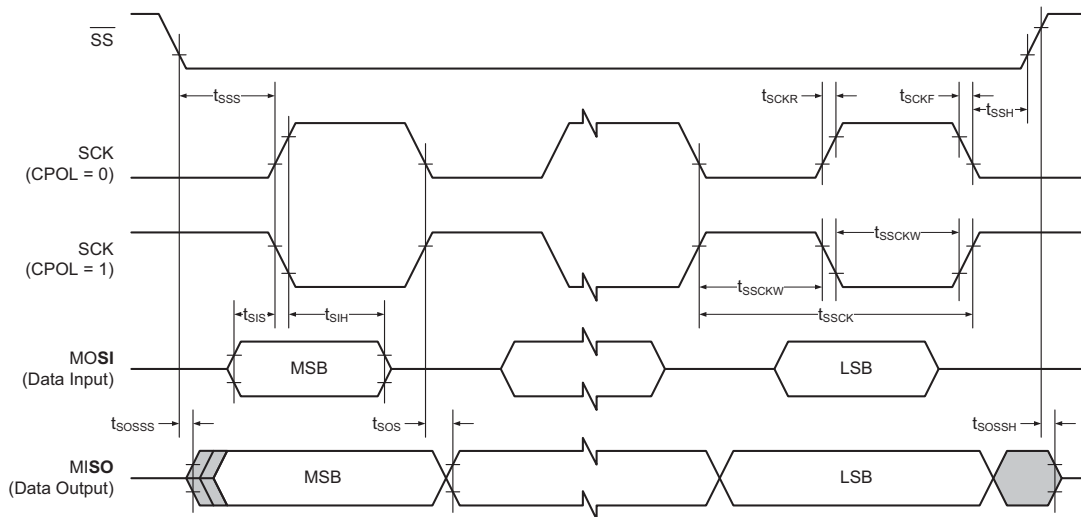 SS
tSSS
tSCKR
tSCKF
tSSH
SCK
(CPOL = 0)
SCK
(CPOL = 1)
tSSCKW
tSSCKW
tSSCK
tSIS
tSIH
MOSI
(Data Input)
MSB
LSB
tSOSSS
tSOS
tSOSSH
MISO
(Data Output)
MSB
LSB